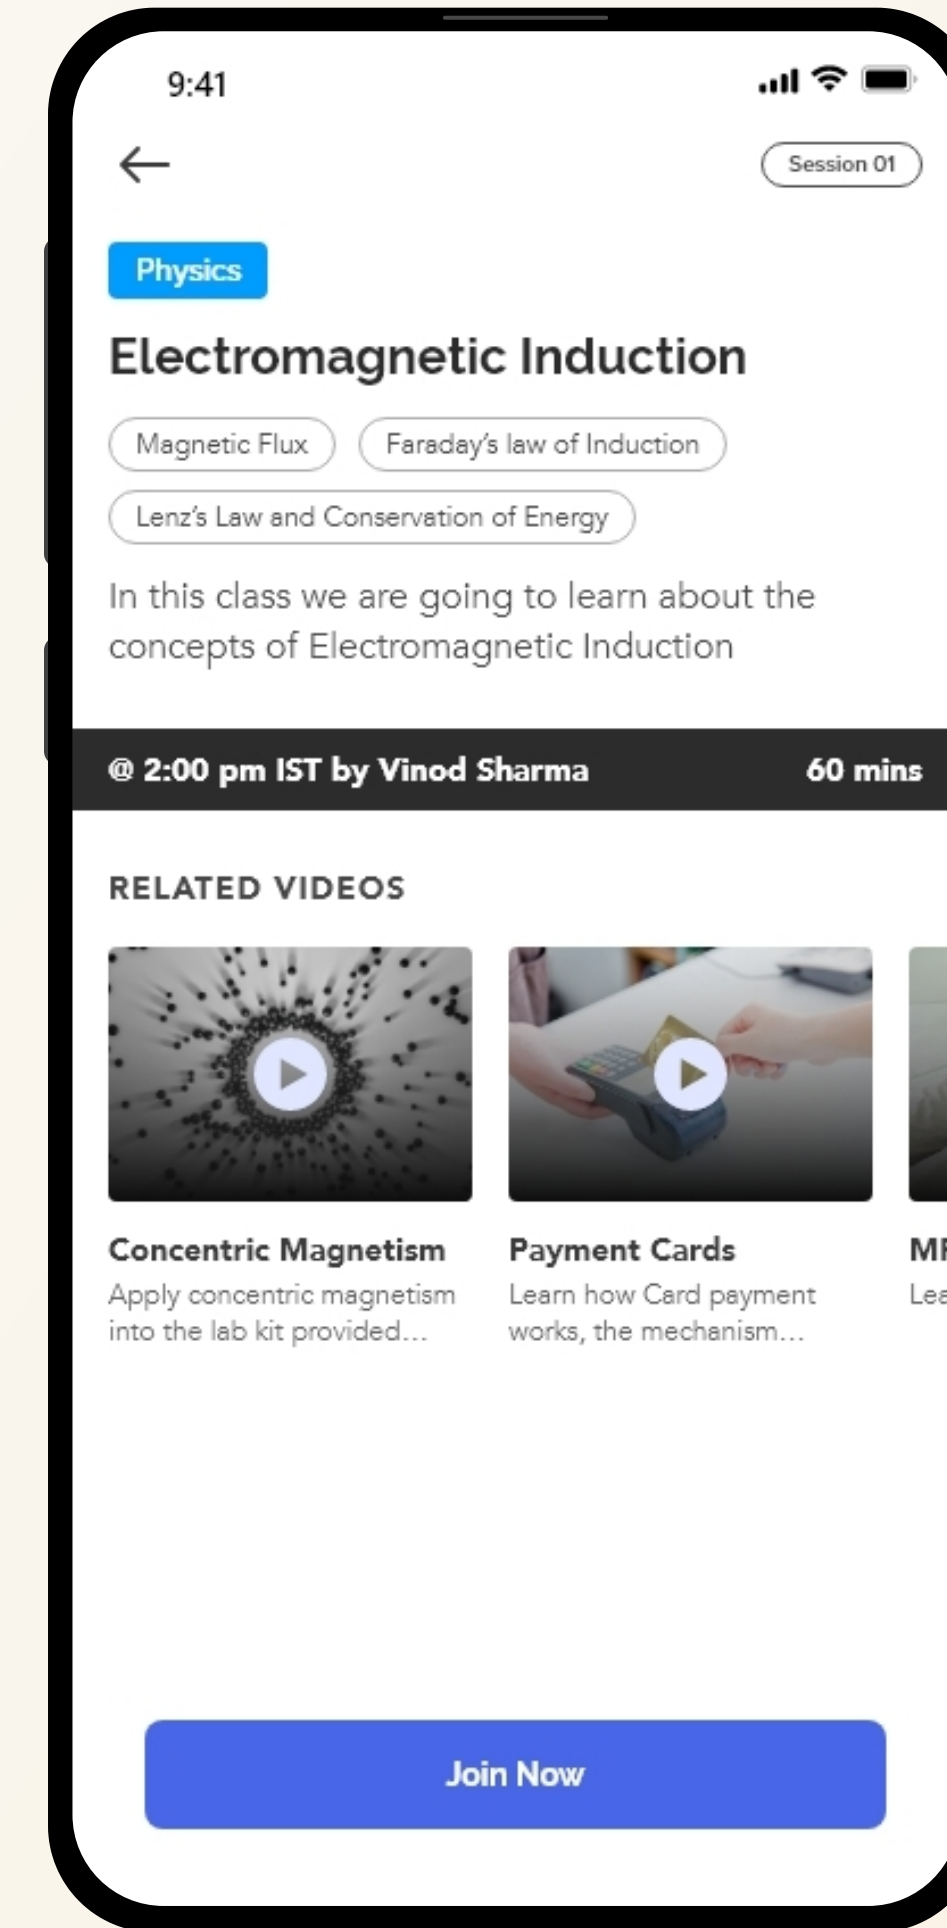 9:41
Session 01
Physics
Electromagnetic Induction
Magnetic Flux
Faraday’s law of Induction
Lenz’s Law and Conservation of Energy
In this class we are going to learn about the
concepts of Electromagnetic Induction
@ 2:00 pm IST by Vinod Sharma
60 mins
RELATED VIDEOS
Concentric Magnetism
Payment Cards
Apply concentric magnetism
into the lab kit provided...
Learn how Card payment
works, the mechanism...
Join Now